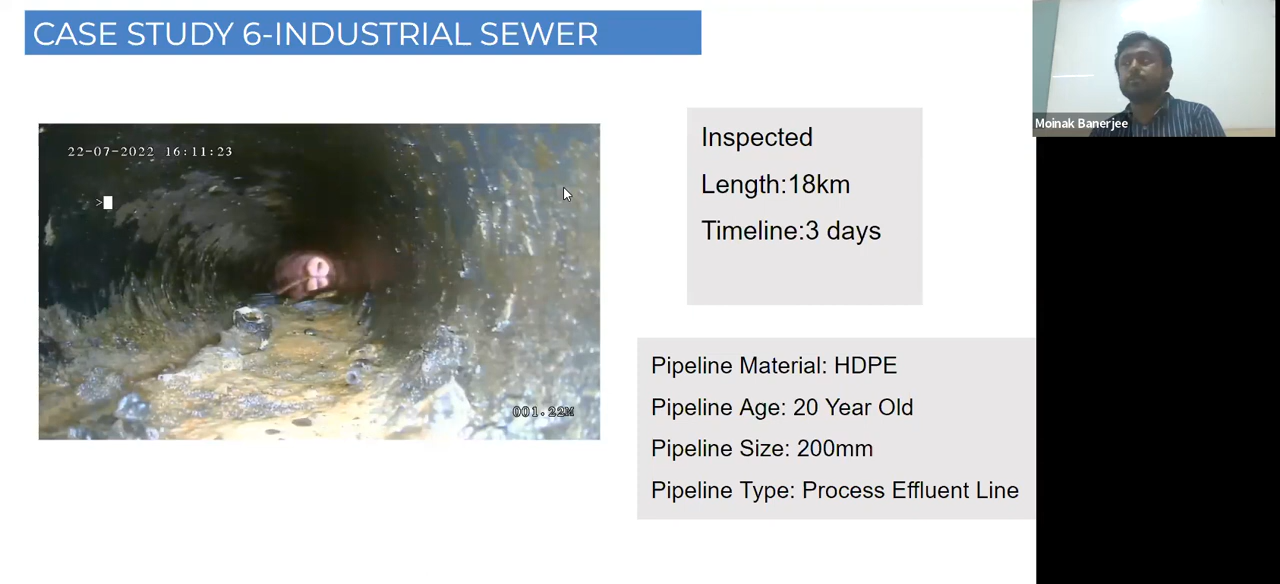 CASE STUDY 6-INDUSTRIAL SEWER
22-07-2022 16:11:23
>
001.22M
Inspected
Length:18km
Timeline:3 days
Pipeline Material: HDPE
Pipeline Age: 20 Year Old
Pipeline Size: 200mm
Pipeline Type: Process Effluent Line
Moinak Banerjee